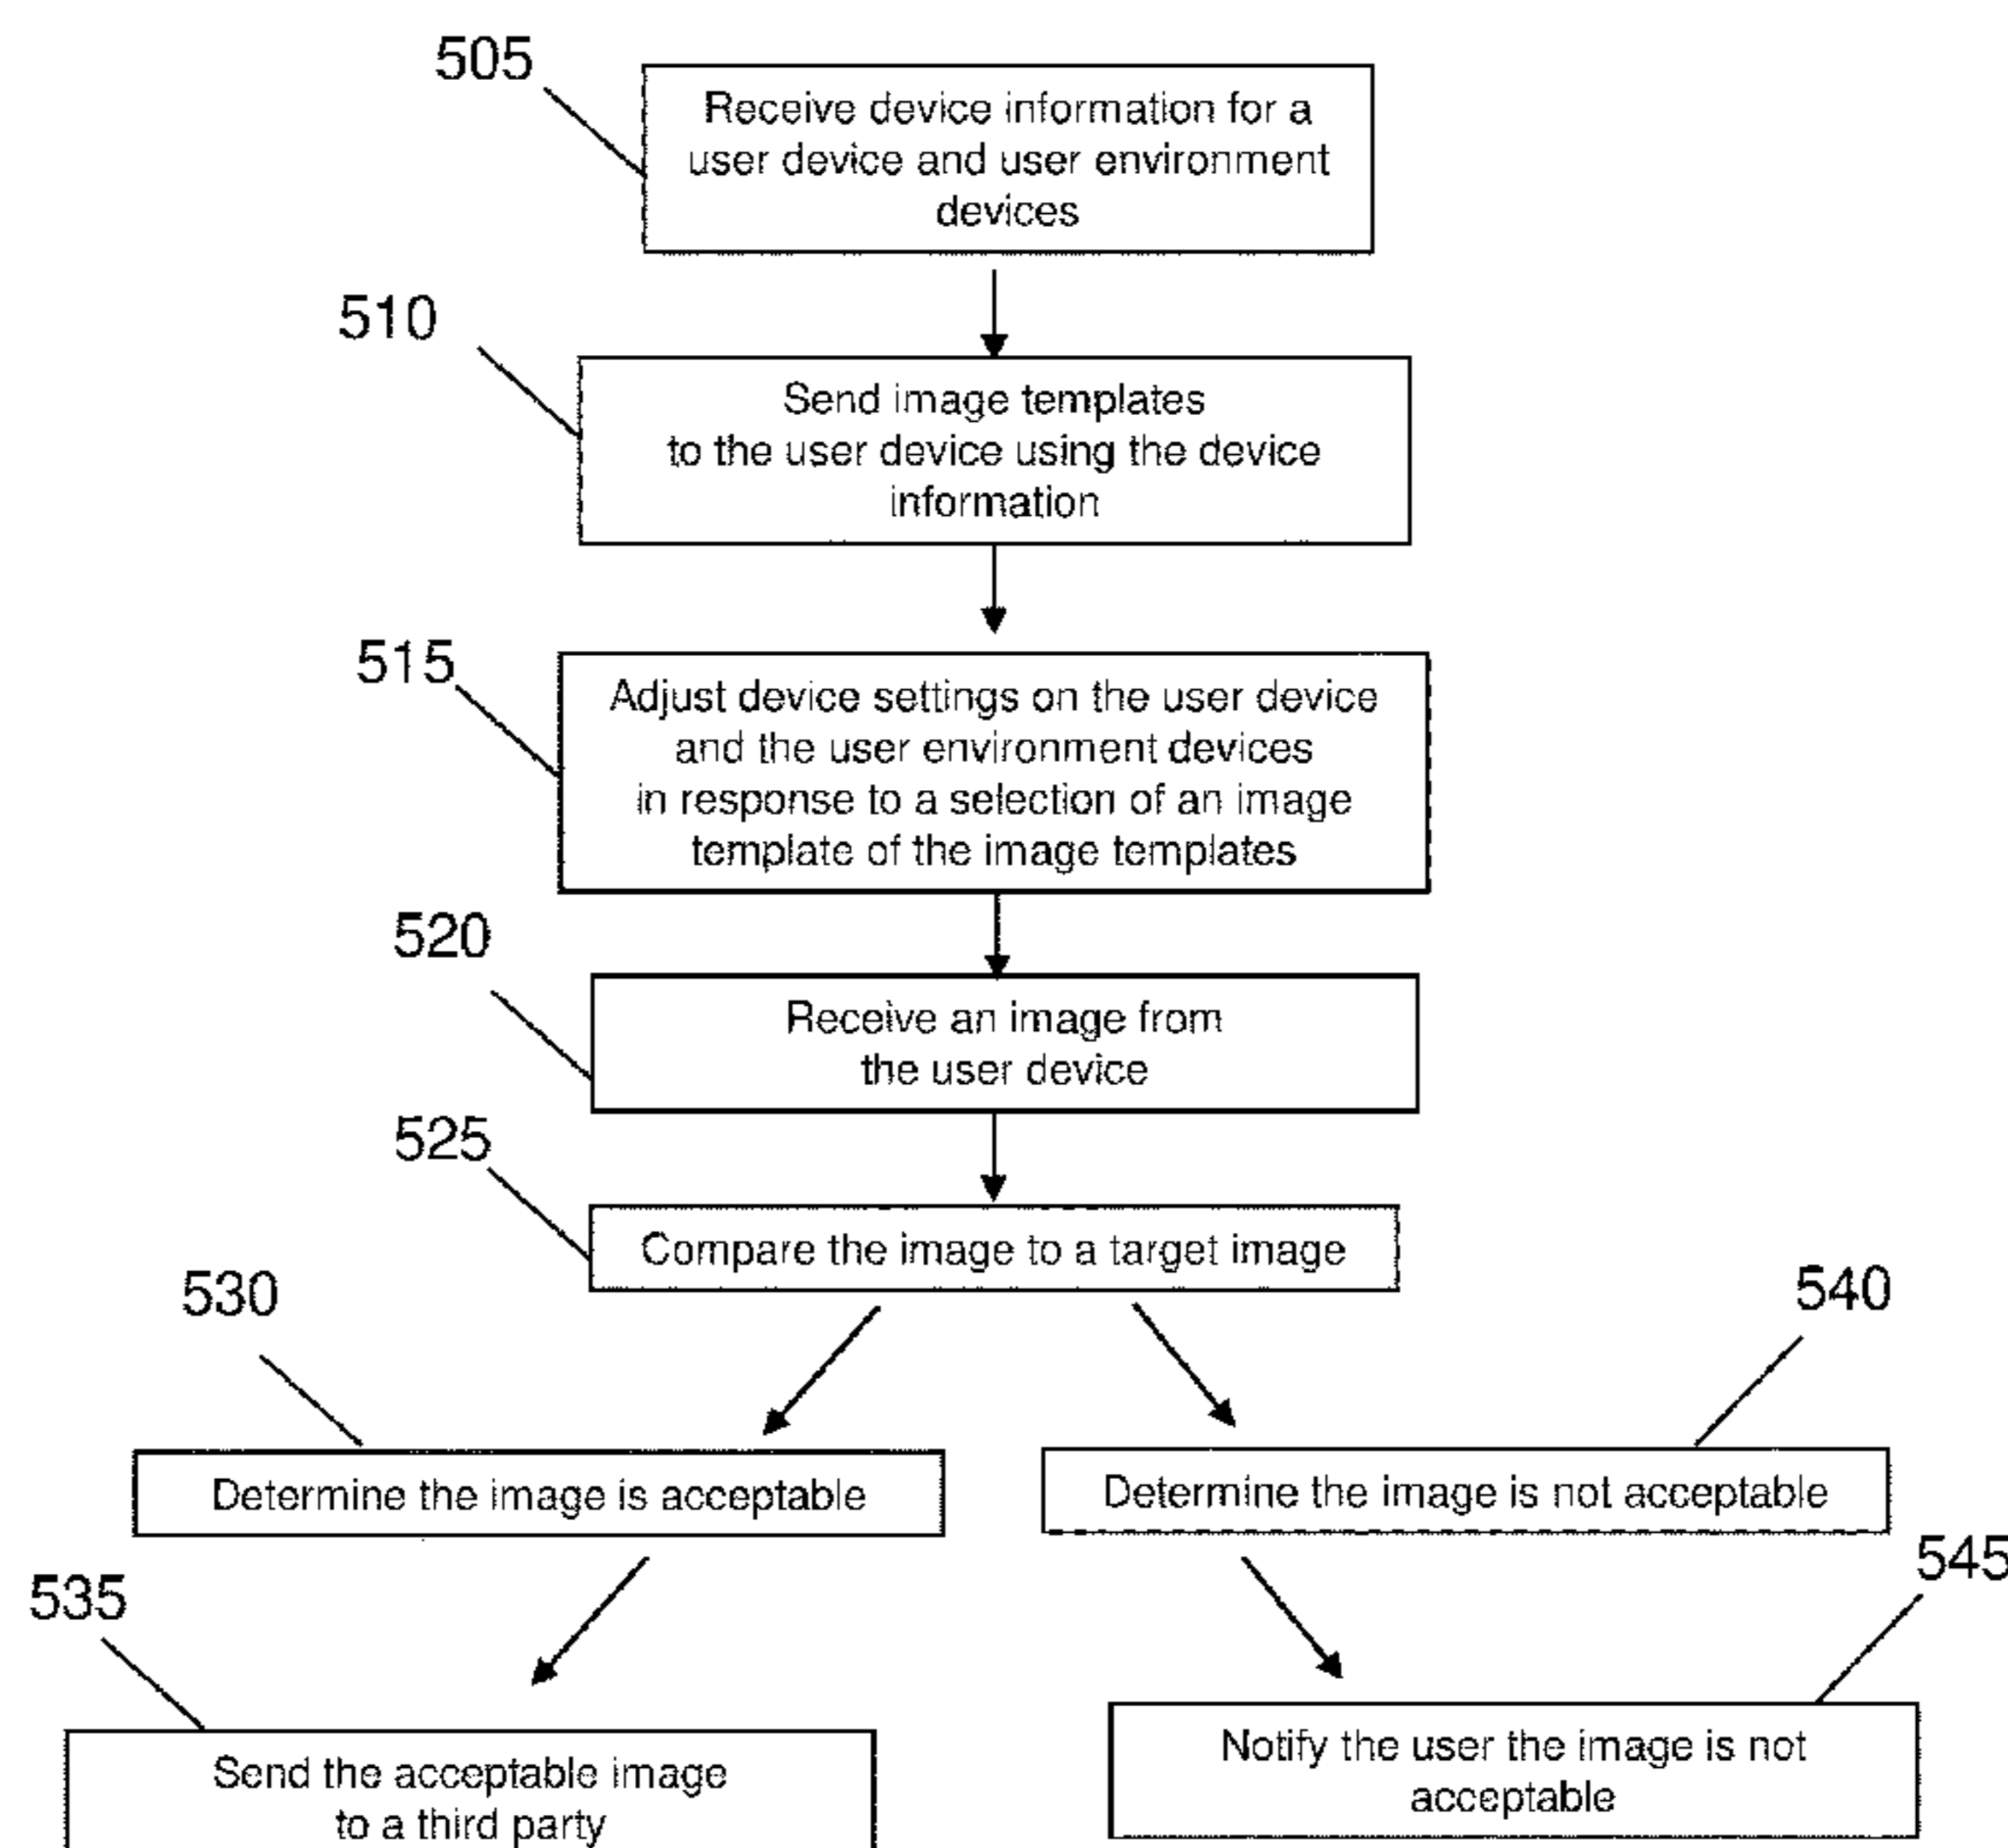 505
Receive device information for a
user device and user environment
devices
510
Send image templates
to the user device using the device
information
515
Adjust device settings on the user device
and the user environment devices
in response to a selection of an image
template of the image templates
520
Receive an image from
the user device
525
Compare the image to a target image
530
540
Determine the image is acceptable
Determine the image is not acceptable
535
545
Send the acceptable image
to a third party
Notify the user the image is not
acceptable